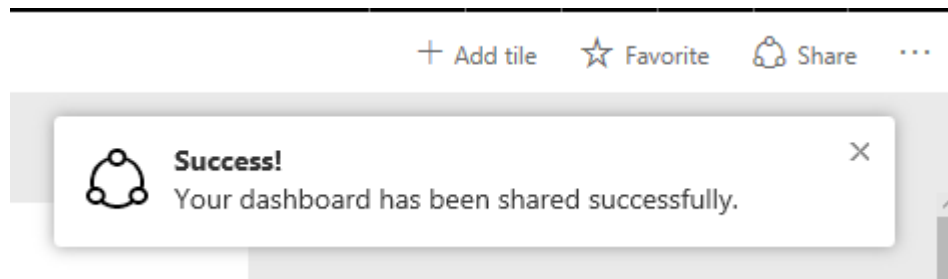 + Add tile Favorite Share ...
Success!
Your dashboard has been shared successfully.